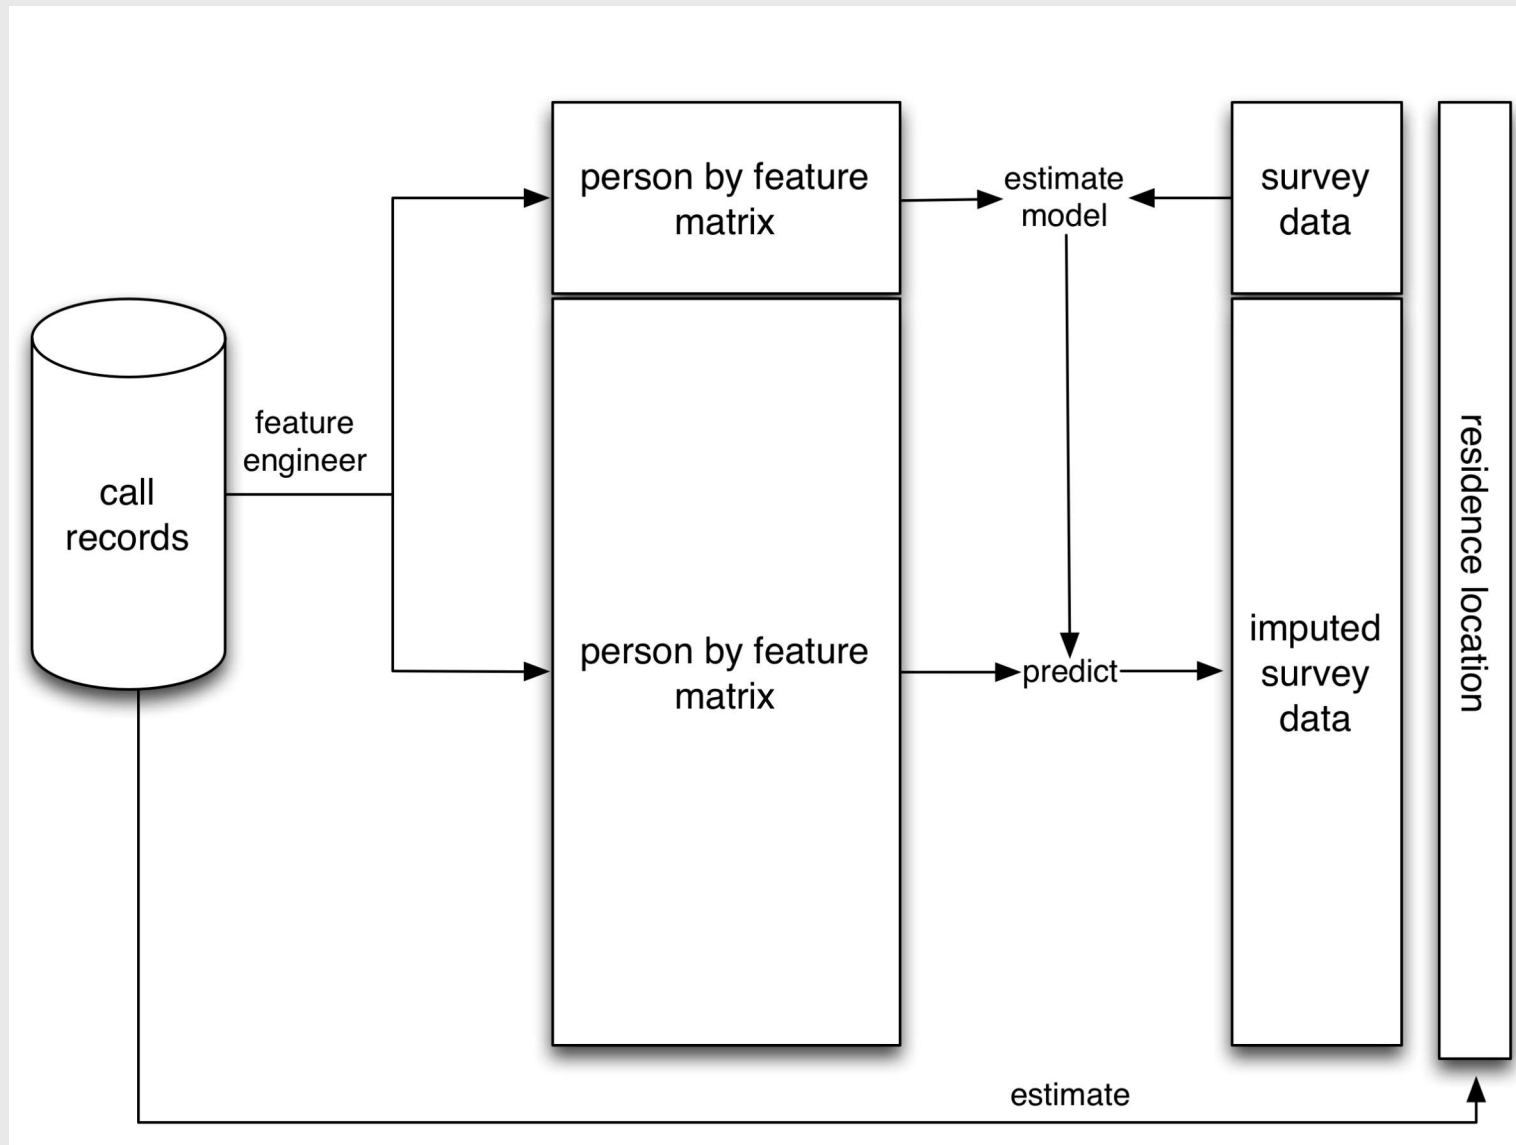 person by feature
matrix
estimate
model
survey
data
feature
engineer
call
records
person by feature
matrix
predict
imputed
survey
data
residence location
estimate